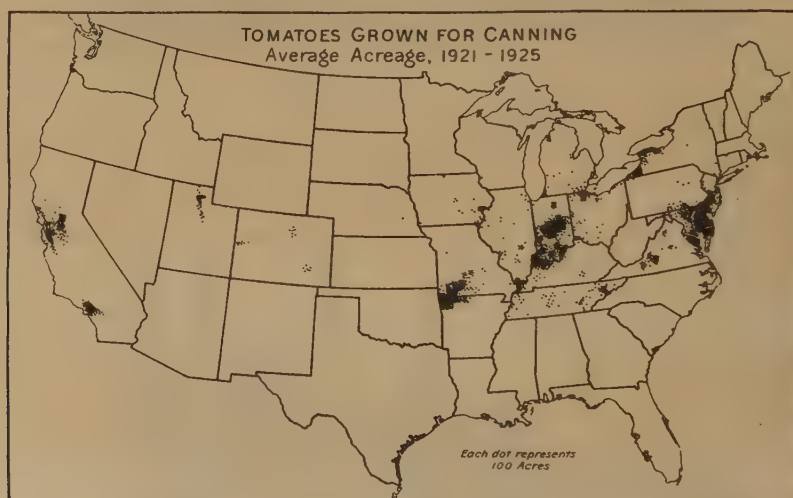 TOMATOES GROWN FOR CANNING
Average Acreage, 1921 - 1925
Each dot represents
100 Acres